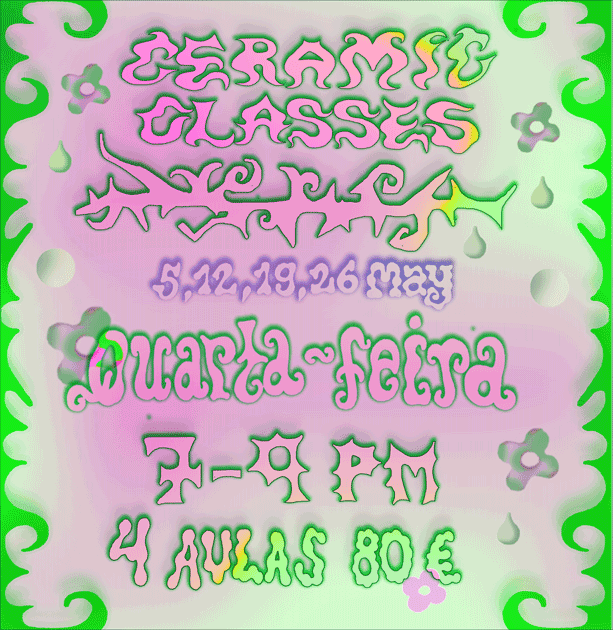 CERAMIC
CLASSES
5,12,19,26 May
Quarta-feira
7-9 PM
4 AULAS 80 €